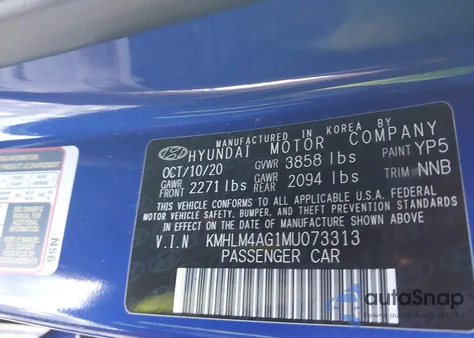 MANUFACTURED IN KOREA BY
HYUNDAI MOTOR COMPANY
OCT/10/20 GVWR 3858 lbs PAINT YP5
GAWR FRONT 2271 lbs GAWR REAR 2094 lbs TRIM NNB
THIS VEHICLE CONFORMS TO ALL APPLICABLE U.S.A. FEDERAL
MOTOR VEHICLE SAFETY, BUMPER, AND THEFT PREVENTION
STANDARDS IN EFFECT ON THE DATE OF MANUFACTURE SHOWN ABOVE.
V.I.N KMHLM4AG1MU073313
PASSENGER CAR
N56
autoSnap